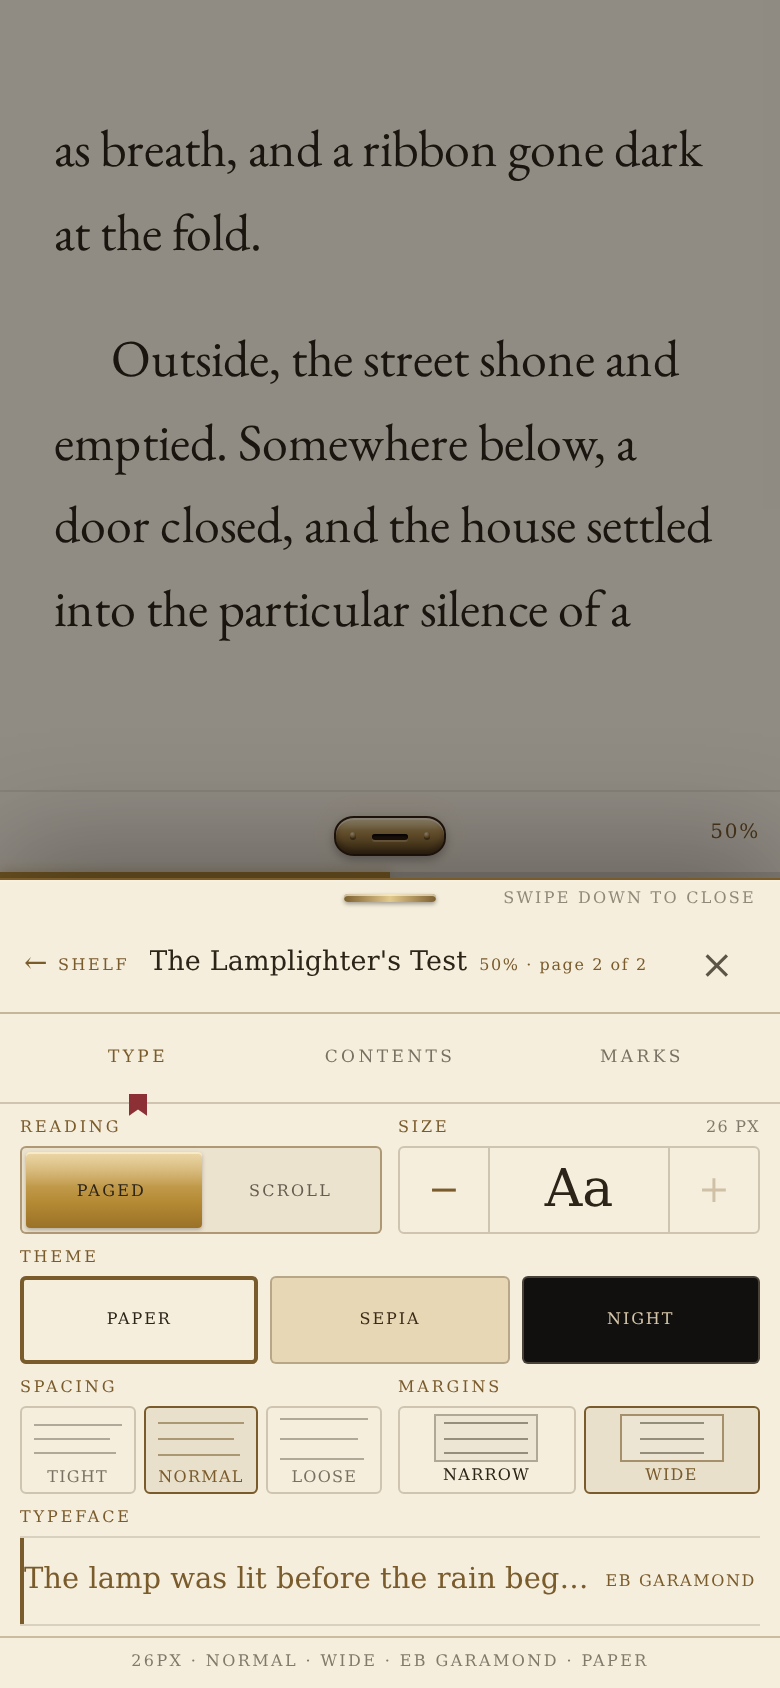 as breath, and a ribbon gone dark
at the fold.
Outside, the street shone and
emptied. Somewhere below, a
door closed, and the house settled
into the particular silence of a
50%
SWIPE DOWN TO CLOSE
← SHELF The Lamplighter's Test 50% · page 2 of 2 ×
TYPE CONTENTS MARKS
READING SIZE 26 PX
PAGED SCROLL − Aa +
THEME
PAPER SEPIA NIGHT
SPACING MARGINS
TIGHT NORMAL LOOSE NARROW WIDE
TYPEFACE
The lamp was lit before the rain beg... EB GARAMOND
26PX · NORMAL · WIDE · EB GARAMOND · PAPER